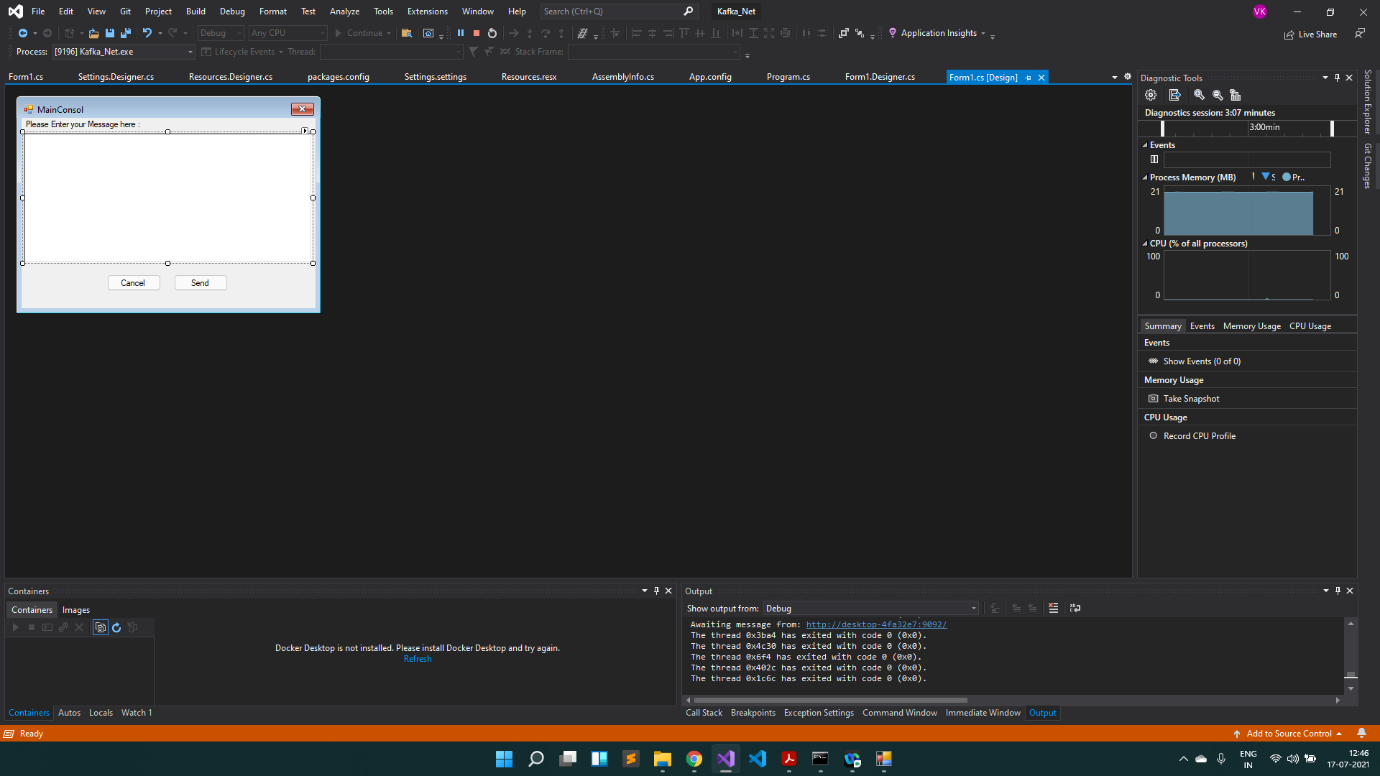 File Edit View Git Project Build Debug Format Test Analyze Tools Extensions Window Help Search (Ctrl+Q) Kafka_Net VK
Debug Any CPU Continue Application Insights Live Share
Process: [9196] Kafka_Net.exe Lifecycle Events Thread: Stack Frame:
Form1.cs Settings.Designer.cs Resources.Designer.cs packages.config Settings.settings Resources.resx AssemblyInfo.cs App.config Program.cs Form1.Designer.cs Form1.cs [Design]
MainConsol
Please Enter your Message here :
Cancel Send
Diagnostic Tools
Diagnostics session: 3:07 minutes
3:00min
Events
Process Memory (MB) S Pr..
21 21
0 0
CPU (% of all processors)
100 100
0 0
Summary Events Memory Usage CPU Usage
Events
Show Events (0 of 0)
Memory Usage
Take Snapshot
CPU Usage
Record CPU Profile
Solution Explorer
Git Changes
Containers
Containers Images
Docker Desktop is not installed. Please install Docker Desktop and try again.
Refresh
Containers Autos Locals Watch 1
Output
Show output from: Debug
Awaiting message from: http://desktop-4fa32e7:9092/
The thread 0x3ba4 has exited with code 0 (0x0).
The thread 0x4c30 has exited with code 0 (0x0).
The thread 0x6f4 has exited with code 0 (0x0).
The thread 0x402c has exited with code 0 (0x0).
The thread 0x1c6c has exited with code 0 (0x0).
Call Stack Breakpoints Exception Settings Command Window Immediate Window Output
Ready Add to Source Control
ENG
IN
12:46
17-07-2021